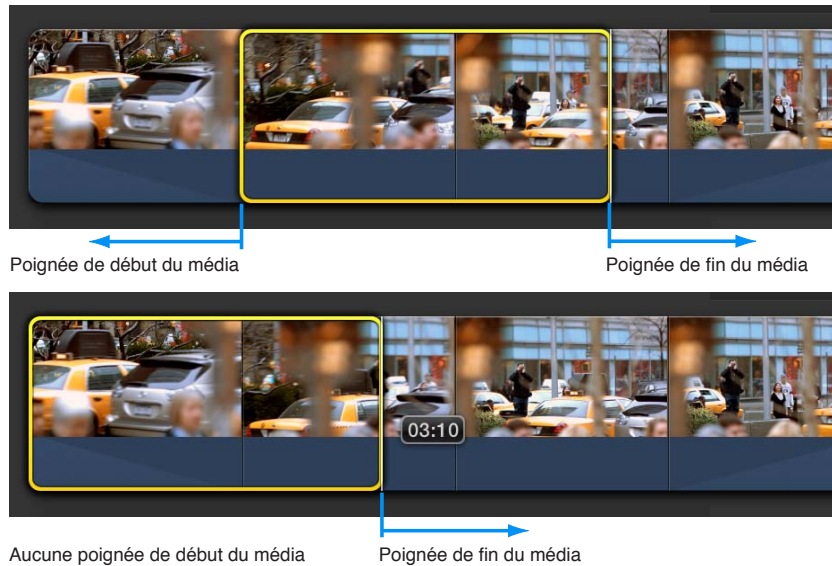 Poignée de début du média
Poignée de fin du média
03:10
Aucune poignée de début du média
Poignée de fin du média